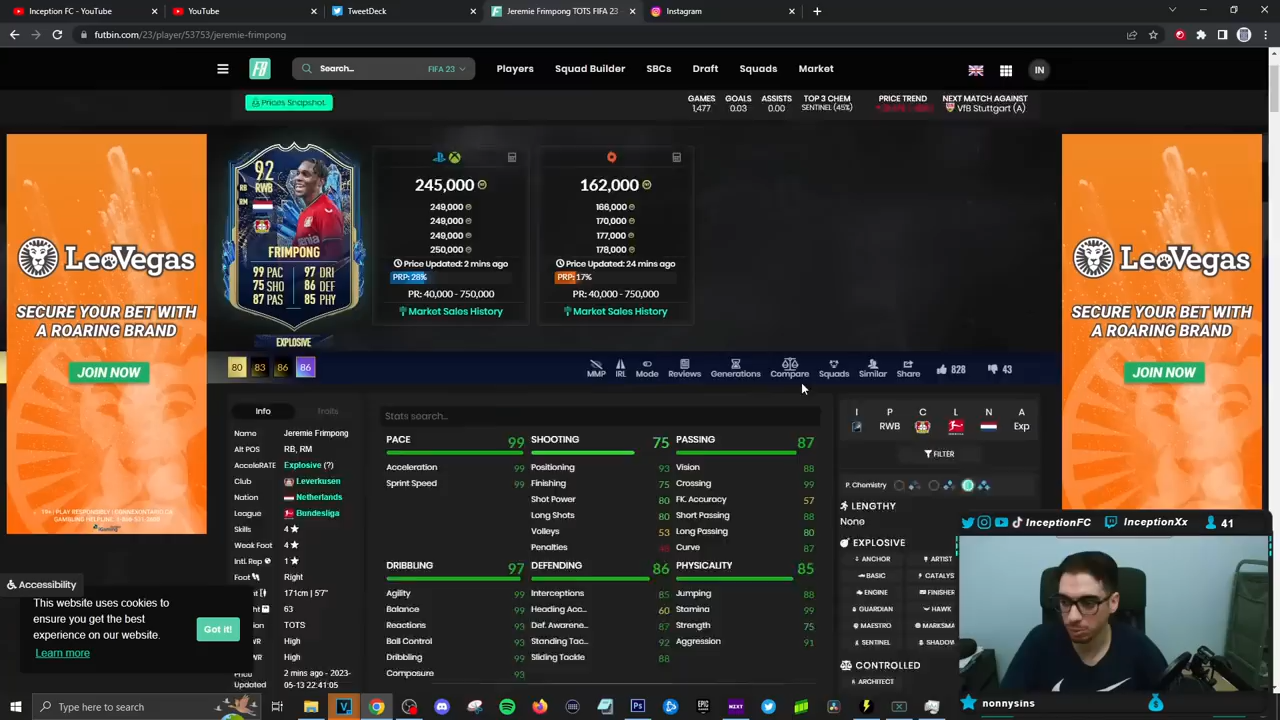 Inception FC - YouTube
YouTube
TweetDeck
Jeremie Frimpong TOTS FIFA 23
Instagram
futbin.com/23/player/53753/jeremie-frimpong
Search...
FIFA 23
Players
Squad Builder
SBCs
Draft
Squads
Market
IN
Prices Snapshot
GAMES
1,477
GOALS
0.03
ASSISTS
0.00
TOP 3 CHEM
SENTINEL (45%)
PRICE TREND
NEXT MATCH AGAINST
VfB Stuttgart (A)
LeoVegas
SECURE YOUR BET WITH
A ROARING BRAND
JOIN NOW
92
RWB
RB
RM
FRIMPONG
99 PAC
97 DRI
75 SHO
86 DEF
87 PAS
85 PHY
EXPLOSIVE
245,000
249,000
249,000
249,000
250,000
Price Updated: 2 mins ago
PRP: 28%
PR: 40,000 - 750,000
Market Sales History
162,000
166,000
170,000
177,000
178,000
Price Updated: 24 mins ago
PRP: 17%
PR: 40,000 - 750,000
Market Sales History
LeoVegas
SECURE YOUR BET WITH
A ROARING BRAND
JOIN NOW
80
83
86
86
MMP
IRL
Mode
Reviews
Generations
Compare
Squads
Similar
Share
828
43
Info
Traits
Name
Jeremie Frimpong
Alt POS
RB, RM
AcceleRATE
Explosive (?)
Club
Leverkusen
Nation
Netherlands
League
Bundesliga
Skills
4
Weak Foot
4
Intl. Rep
1
Foot
Right
171cm | 5'7"
63
TOTS
High
High
2 mins ago - 2023-
Updated
05-13 22:41:05
Stats search...
PACE 99
Acceleration 99
Sprint Speed 99
SHOOTING 75
Positioning 93
Finishing 75
Shot Power 80
Long Shots 80
Volleys 53
Penalties
PASSING 87
Vision 88
Crossing 99
FK. Accuracy 57
Short Passing 88
Long Passing 80
Curve 87
DRIBBLING 97
Agility 99
Balance 99
Reactions 93
Ball Control 93
Dribbling 99
Composure 93
DEFENDING 86
Interceptions 85
Heading Acc... 60
Def. Aware... 87
Standing Tac... 92
Sliding Tackle 88
PHYSICALITY 85
Jumping 88
Stamina 99
Strength 75
Aggression 91
I P C L N A
RWB
Exp
FILTER
P. Chemistry
LENGTHY
None
EXPLOSIVE
ANCHOR
ARTIST
BASIC
CATALYS
ENGINE
FINISHER
GUARDIAN
HAWK
MAESTRO
MARKSMA
SENTINEL
SHADOW
CONTROLLED
ARCHITECT
InceptionFC
InceptionXx
41
nonnysins
Accessibility
This website uses cookies to
ensure you get the best
experience on our website.
Learn more
Got it!
Type here to search